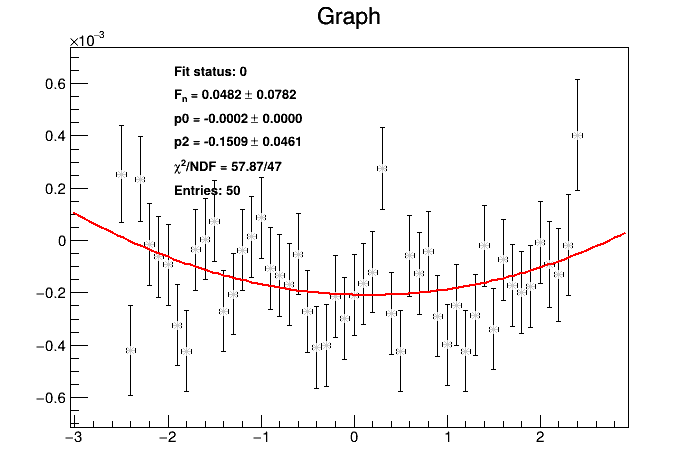 Graph
×10⁻³
Fit status: 0
Fₙ = 0.0482 ± 0.0782
p0 = -0.0002 ± 0.0000
p2 = -0.1509 ± 0.0461
χ²/NDF = 57.87/47
Entries: 50
0.6
0.4
0.2
0
−0.2
−0.4
−0.6
−3 −2 −1 0 1 2